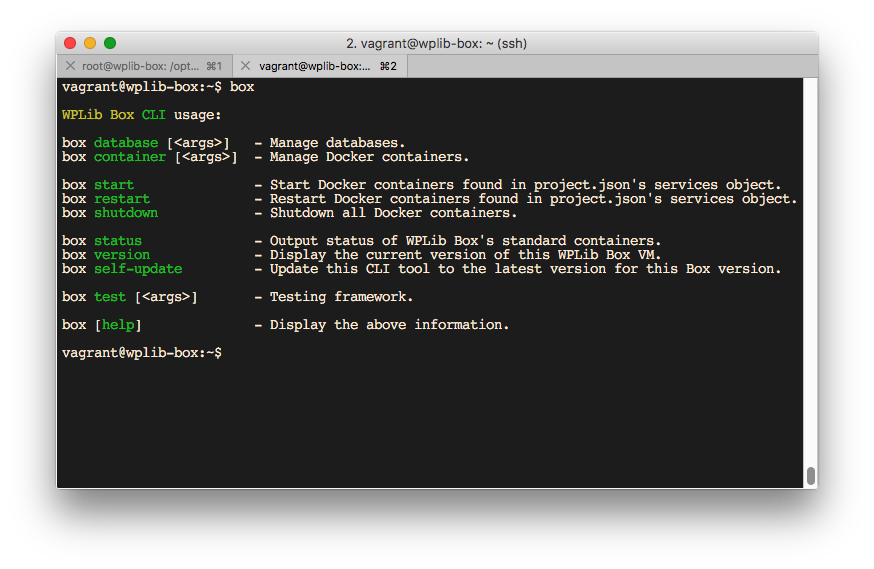 2. vagrant@wplib-box: ~ (ssh)
root@wplib-box: /opt... ⌘1
vagrant@wplib-box:... ⌘2
vagrant@wplib-box:~$ box
WPLib Box CLI usage:
box database [<args>] - Manage databases.
box container [<args>] - Manage Docker containers.
box start - Start Docker containers found in project.json's services object.
box restart - Restart Docker containers found in project.json's services object.
box shutdown - Shutdown all Docker containers.
box status - Output status of WPLib Box's standard containers.
box version - Display the current version of this WPLib Box VM.
box self-update - Update this CLI tool to the latest version for this Box version.
box test [<args>] - Testing framework.
box [help] - Display the above information.
vagrant@wplib-box:~$